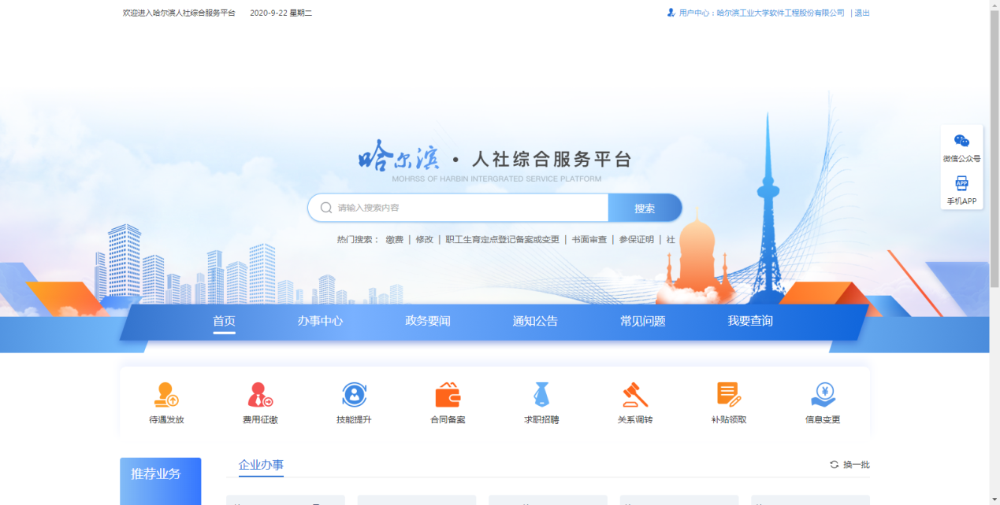 欢迎进入哈尔滨人社综合服务平台 2020-9-22 星期二
用户中心：哈尔滨工业大学软件工程股份有限公司 | 退出
哈尔滨·人社综合服务平台
MOHRSS OF HARBIN INTERGRATED SERVICE PLATFORM
请输入搜索内容 搜索
热门搜索： 缴费 | 修改 | 职工生育定点登记备案或变更 | 书面审查 | 参保证明 | 社
微信公众号
APP
手机APP
首页 办事中心 政务要闻 通知公告 常见问题 我要查询
待遇发放 费用征缴 技能提升 合同备案 求职招聘 关系调转 补贴领取 信息变更
推荐业务 企业办事 换一批